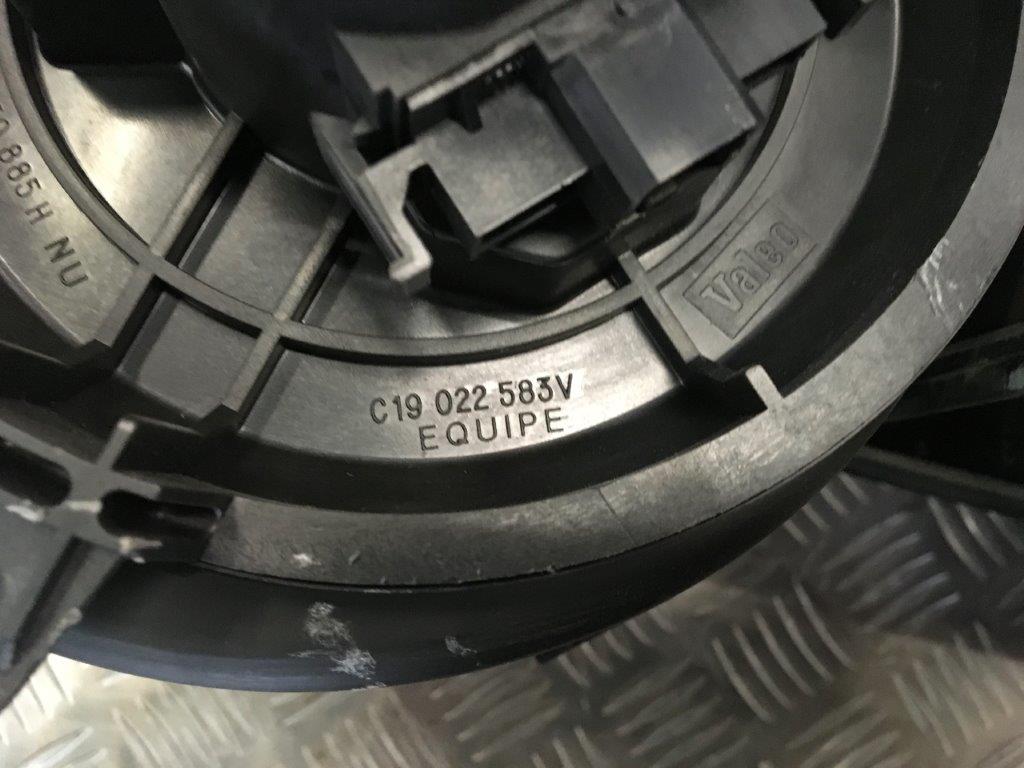 885 H NU
Valeo
C19 022 583V
EQUIPE